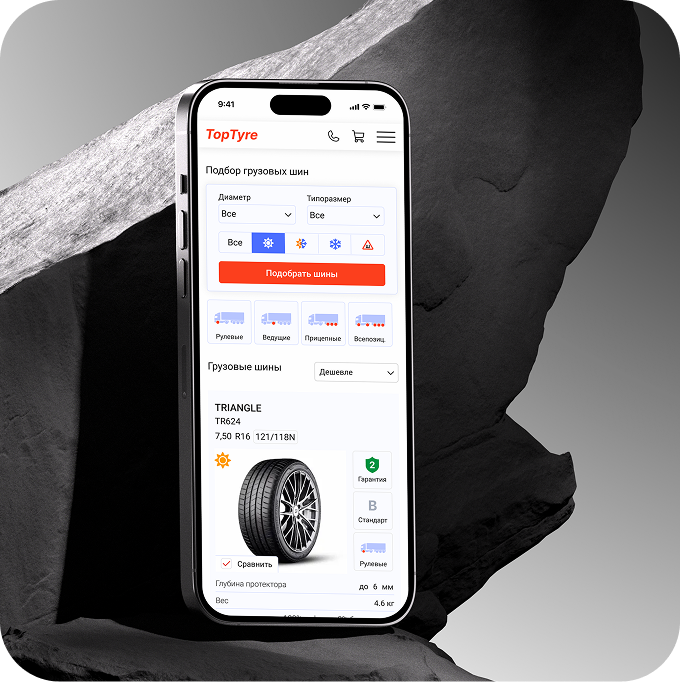 9:41
TopTyre
Подбор грузовых шин
Диаметр
Типоразмер
Все
Все
Все
Подобрать шины
Рулевые
Ведущие
Прицепные
Всепозиц.
Грузовые шины
Дешевле
TRIANGLE
TR624
7,50 R16 121/118N
2
Гарантия
B
Стандарт
Сравнить
Рулевые
Глубина протектора
до 6 мм
Вес
4.6 кг